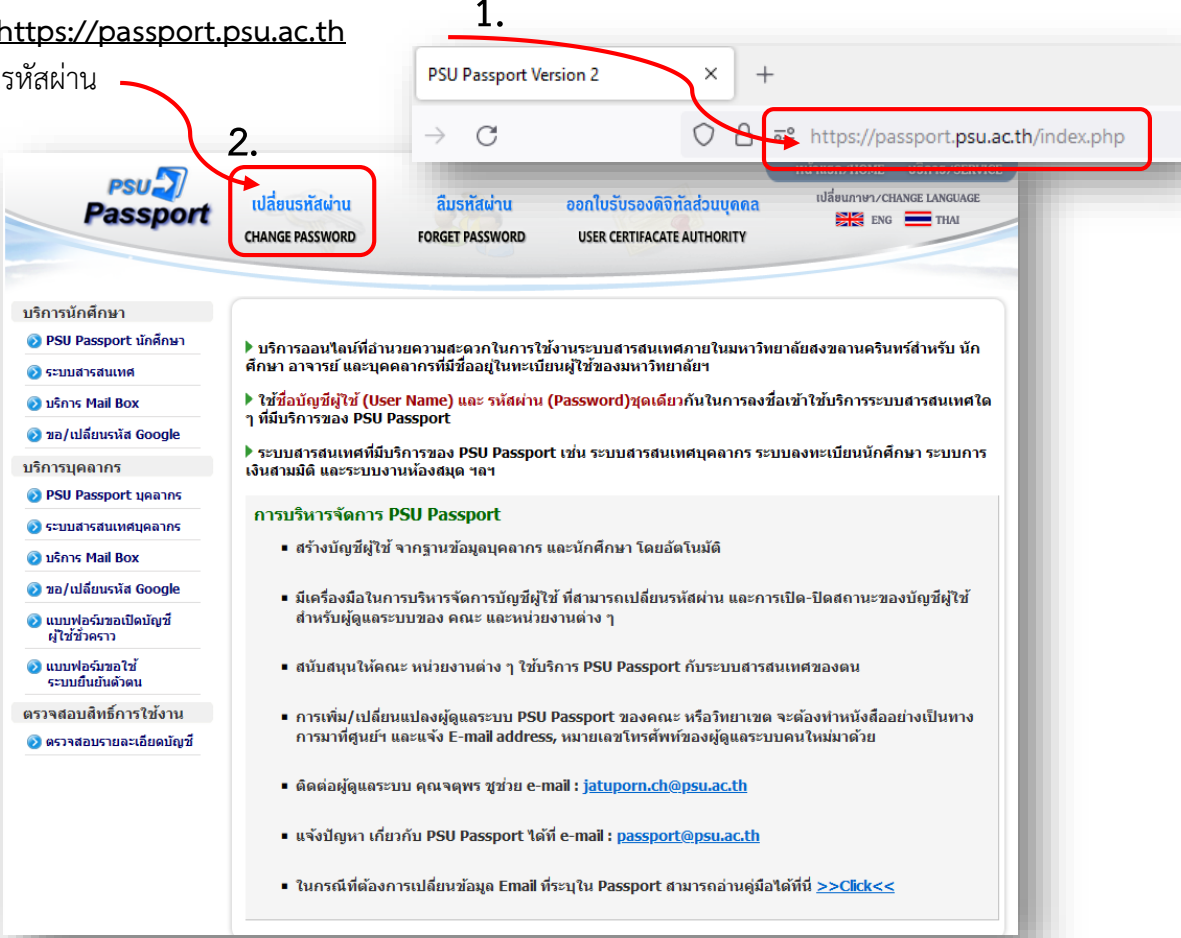 https://passport.psu.ac.th
รหัสผ่าน
1.
PSU Passport Version 2
https://passport.psu.ac.th/index.php
2.
PSU
Passport
เปลี่ยนรหัสผ่าน
CHANGE PASSWORD
ลืมรหัสผ่าน
FORGET PASSWORD
ออกใบรับรองดิจิทัลส่วนบุคคล
USER CERTIFACATE AUTHORITY
เปลี่ยนภาษา/CHANGE LANGUAGE
ENG THAI
บริการนักศึกษา
PSU Passport นักศึกษา
ระบบสารสนเทศ
บริการ Mail Box
ขอ/เปลี่ยนรหัส Google
บริการบุคลากร
PSU Passport บุคลากร
ระบบสารสนเทศบุคลากร
บริการ Mail Box
ขอ/เปลี่ยนรหัส Google
แบบฟอร์มขอเปิดบัญชี
ผู้ใช้ชั่วคราว
แบบฟอร์มขอใช้
ระบบยืนยันตัวตน
ตรวจสอบสิทธิ์การใช้งาน
ตรวจสอบรายละเอียดบัญชี
บริการออนไลน์ที่อำนวยความสะดวกในการใช้งานระบบสารสนเทศภายในมหาวิทยาลัยสงขลานครินทร์สำหรับ นัก
ศึกษา อาจารย์ และบุคคลากรที่มีชื่ออยู่ในทะเบียนผู้ใช้ของมหาวิทยาลัยฯ
ใช้ชื่อบัญชีผู้ใช้ (User Name) และ รหัสผ่าน (Password)ชุดเดียวกันในการลงชื่อเข้าใช้บริการระบบสารสนเทศใด
ๆ ที่มีบริการของ PSU Passport
ระบบสารสนเทศที่มีบริการของ PSU Passport เช่น ระบบสารสนเทศบุคลากร ระบบลงทะเบียนนักศึกษา ระบบการ
เงินสามมิติ และระบบงานห้องสมุด ฯลฯ
การบริหารจัดการ PSU Passport
▪ สร้างบัญชีผู้ใช้ จากฐานข้อมูลบุคลากร และนักศึกษา โดยอัตโนมัติ
▪ มีเครื่องมือในการบริหารจัดการบัญชีผู้ใช้ ที่สามารถเปลี่ยนรหัสผ่าน และการเปิด-ปิดสถานะของบัญชีผู้ใช้
สำหรับผู้ดูแลระบบของ คณะ และหน่วยงานต่าง ๆ
▪ สนับสนุนให้คณะ หน่วยงานต่าง ๆ ใช้บริการ PSU Passport กับระบบสารสนเทศของตน
▪ การเพิ่ม/เปลี่ยนแปลงผู้ดูแลระบบ PSU Passport ของคณะ หรือวิทยาเขต จะต้องทำหนังสืออย่างเป็นทาง
การมาที่ศูนย์ฯ และแจ้ง E-mail address, หมายเลขโทรศัพท์ของผู้ดูแลระบบคนใหม่มาด้วย
▪ ติดต่อผู้ดูแลระบบ คุณจตุพร ชูช่วย e-mail : jatuporn.ch@psu.ac.th
▪ แจ้งปัญหา เกี่ยวกับ PSU Passport ได้ที่ e-mail : passport@psu.ac.th
▪ ในกรณีที่ต้องการเปลี่ยนข้อมูล Email ที่ระบุใน Passport สามารถอ่านคู่มือได้ที่นี่ >>Click<<